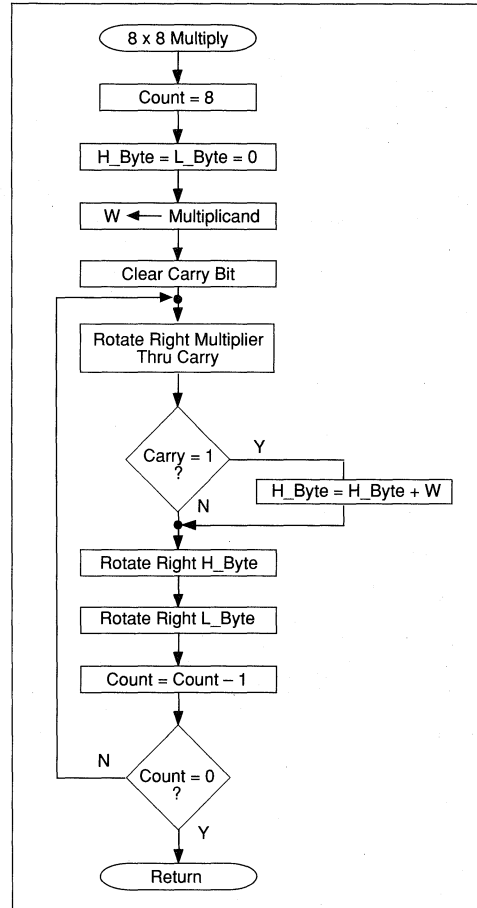 8 x 8 Multiply
Count = 8
H_Byte = L_Byte = 0
W ← Multiplicand
Clear Carry Bit
Rotate Right Multiplier
Thru Carry
Carry = 1
?
Y
H_Byte = H_Byte + W
N
Rotate Right H_Byte
Rotate Right L_Byte
Count = Count – 1
N
Count = 0
?
Y
Return